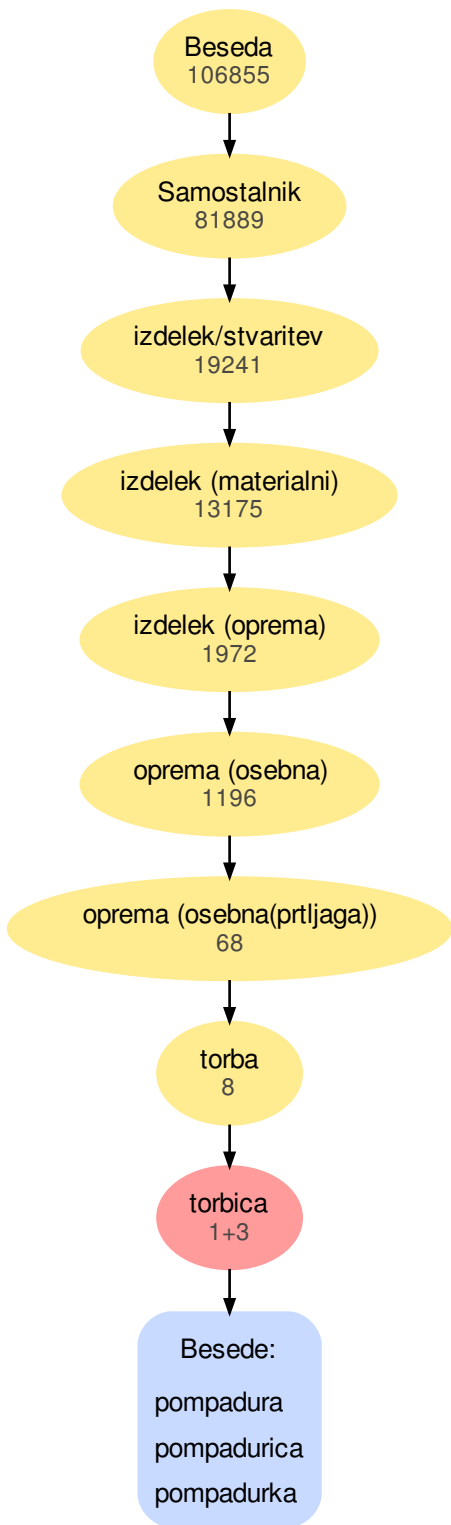 Beseda
106855
Samostalnik
81889
izdelek/stvaritev
19241
izdelek (materialni)
13175
izdelek (oprema)
1972
oprema (osebna)
1196
oprema (osebna(prtljaga))
68
torba
8
torbica
1+3
Besede:
pompadura
pompadurica
pompadurka